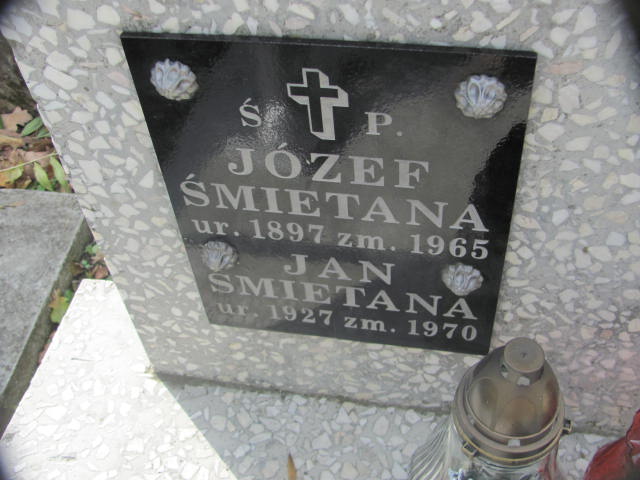 Ś P.
JÓZEF
ŚMIETANA
ur. 1897 zm. 1965
JAN
ŚMIETANA
ur. 1927 zm. 1970